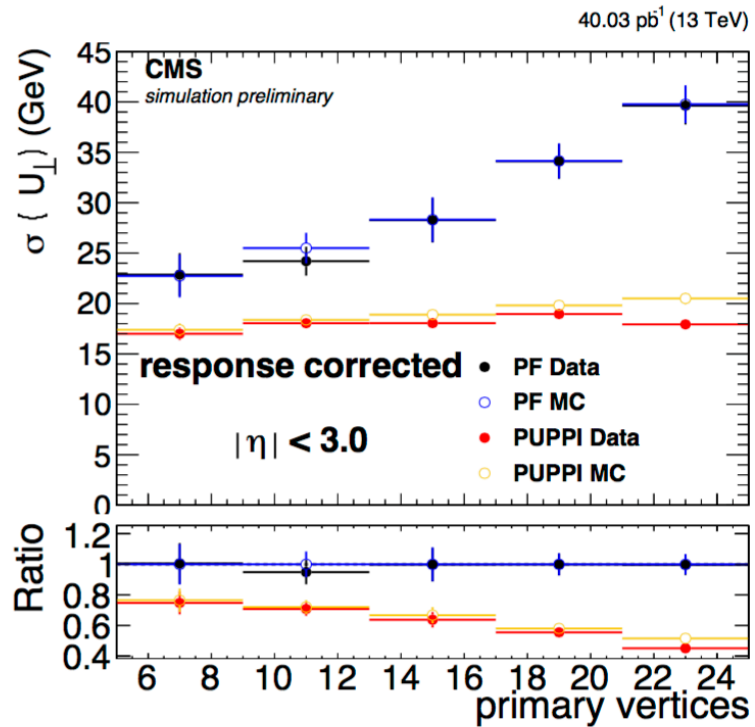 40.03 pb⁻¹ (13 TeV)
CMS
simulation preliminary
σ ( U⊥) (GeV)
45
40
35
30
25
20
15
10
5
0
response corrected
|η| < 3.0
PF Data
PF MC
PUPPI Data
PUPPI MC
Ratio
1.2
1
0.8
0.6
0.4
6 8 10 12 14 16 18 20 22 24
primary vertices